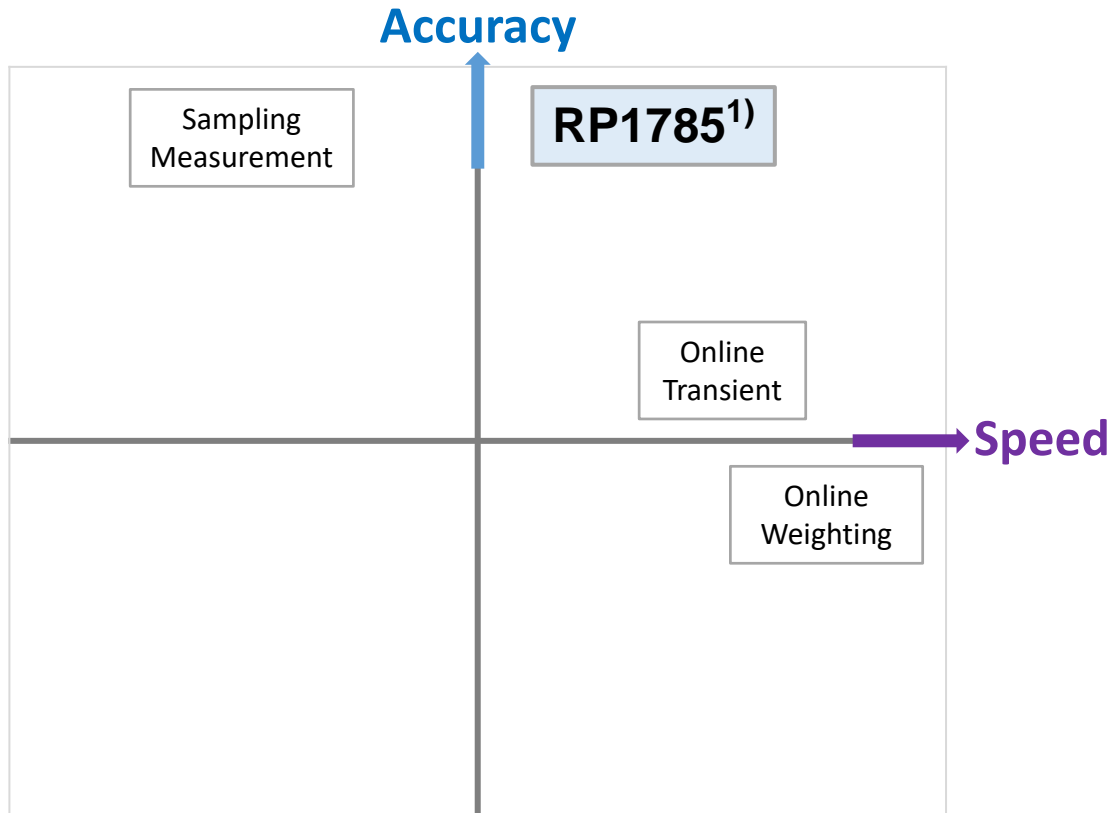 Accuracy
Sampling
Measurement
RP1785¹⁾
Online
Transient
Speed
Online
Weighting